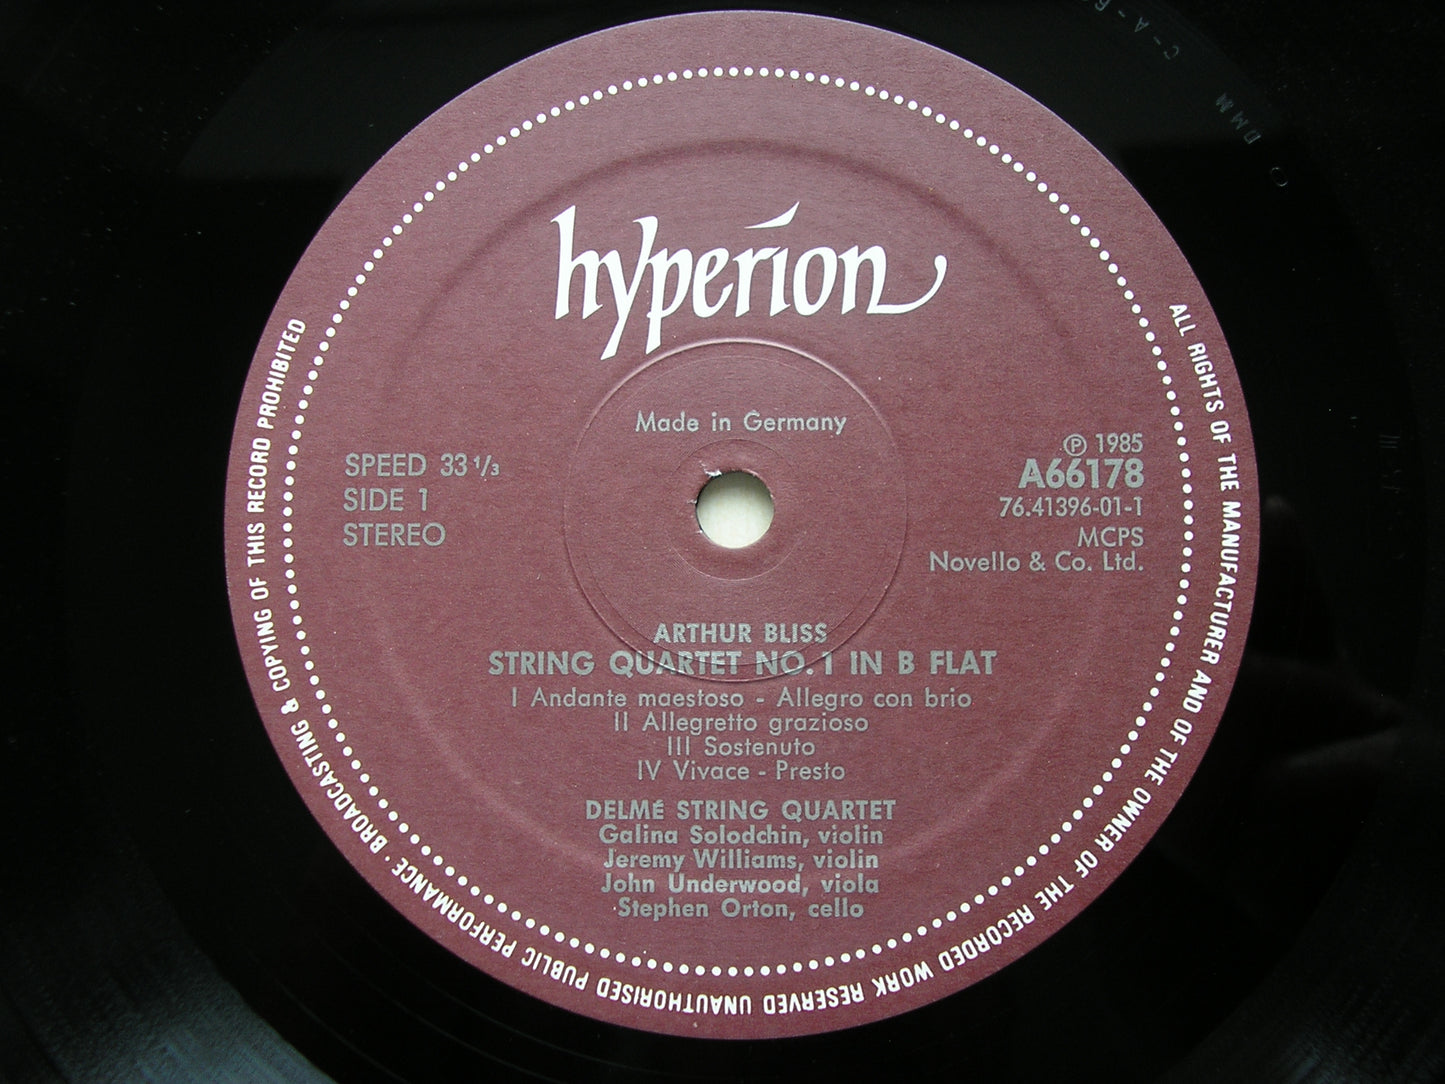 hyperion
Made in Germany
SPEED 33 1/3
SIDE 1
STEREO
Ⓟ 1985
A66178
76.41396-01-1
MCPS
Novello & Co. Ltd.
ARTHUR BLISS
STRING QUARTET NO. 1 IN B FLAT
I Andante maestoso - Allegro con brio
II Allegretto grazioso
III Sostenuto
IV Vivace - Presto
DELMÉ STRING QUARTET
Galina Solodchin, violin
Jeremy Williams, violin
John Underwood, viola
Stephen Orton, cello
ALL RIGHTS OF THE MANUFACTURER AND OF THE OWNER OF THE RECORDED WORK RESERVED UNAUTHORISED PUBLIC PERFORMANCE · BROADCASTING & COPYING OF THIS RECORD PROHIBITED
DMM